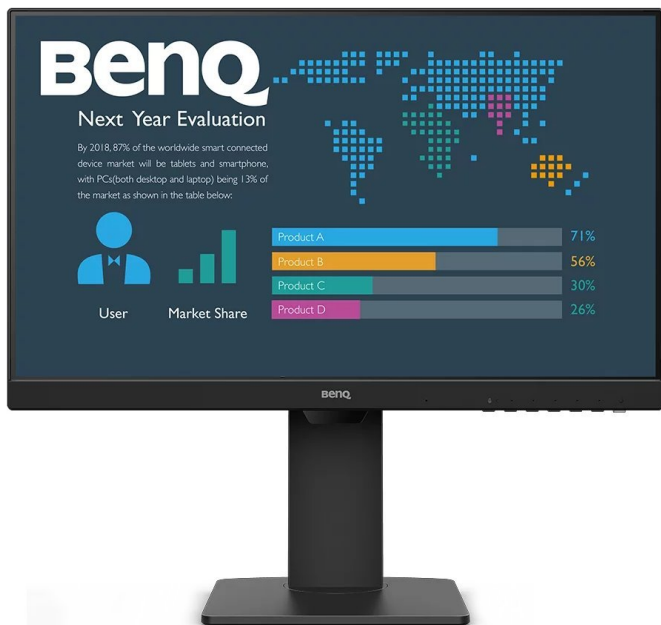 BenQ
Next Year Evaluation
By 2018, 87% of the worldwide smart connected
device market will be tablets and smartphone,
with PCs(both desktop and laptop) being 13% of
the market as shown in the table below:
User
Market Share
Product A 71%
Product B 56%
Product C 30%
Product D 26%
BenQ